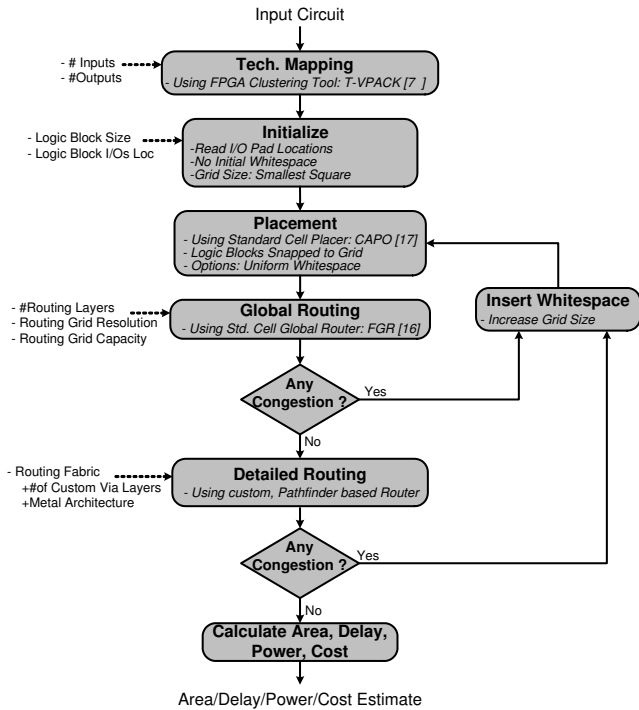 Input Circuit
- # Inputs
- #Outputs
Tech. Mapping
- Using FPGA Clustering Tool: T-VPACK [7 ]
- Logic Block Size
- Logic Block I/Os Loc
Initialize
-Read I/O Pad Locations
-No Initial Whitespace
-Grid Size: Smallest Square
Placement
- Using Standard Cell Placer: CAPO [17]
- Logic Blocks Snapped to Grid
- Options: Uniform Whitespace
Insert Whitespace
- Increase Grid Size
- #Routing Layers
- Routing Grid Resolution
- Routing Grid Capacity
Global Routing
- Using Std. Cell Global Router: FGR [16]
Any
Congestion ?
Yes
No
- Routing Fabric
+#of Custom Via Layers
+Metal Architecture
Detailed Routing
- Using custom, Pathfinder based Router
Any
Congestion ?
Yes
No
Calculate Area, Delay,
Power, Cost
Area/Delay/Power/Cost Estimate